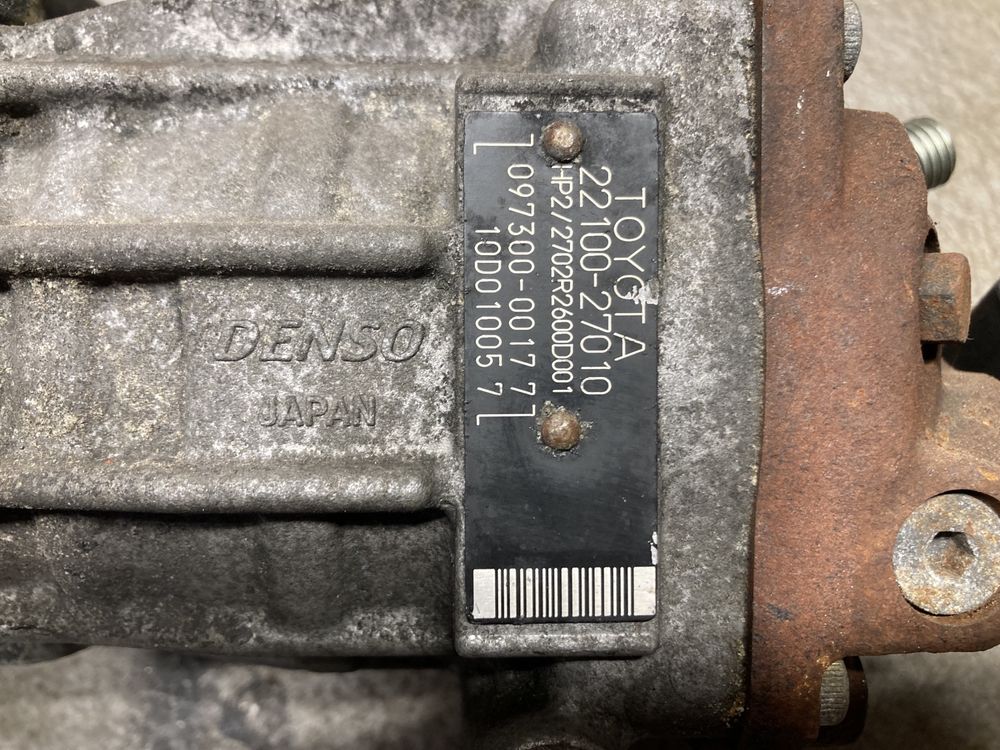 DENSO
JAPAN
TOYOTA
22100-27010
HP2//2702R2600D001
097300-0017 7
10D01005 7